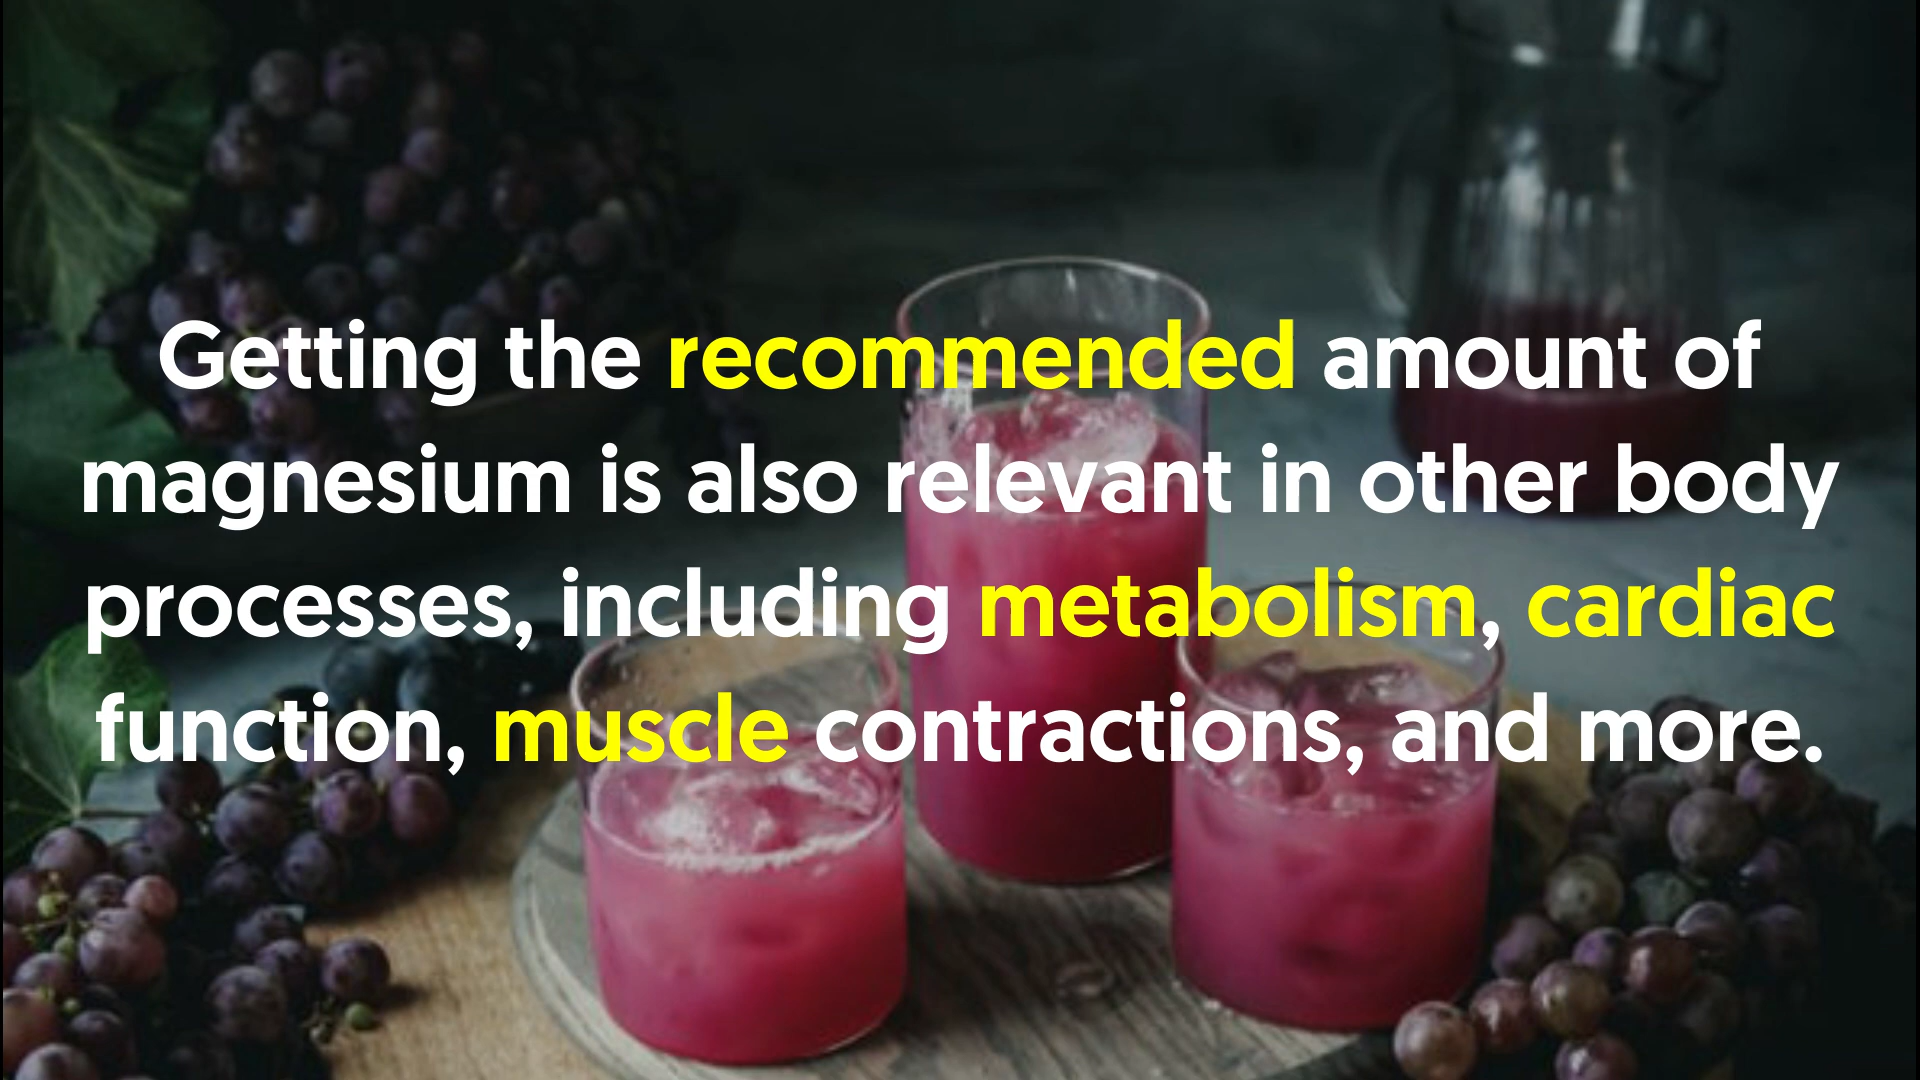 Getting the recommended amount of
magnesium is also relevant in other body
processes, including metabolism, cardiac
function, muscle contractions, and more.